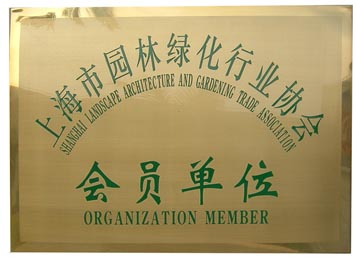 上海市园林绿化行业协会
SHANGHAI LANDSCAPE ARCHITECTURE AND GARDENING TRADE ASSOCIATION
会员单位
ORGANIZATION MEMBER